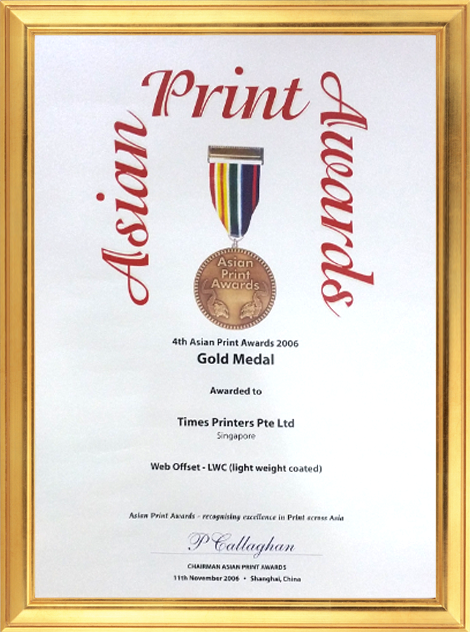 Asian Print Awards
Asian
Print
Awards
4th Asian Print Awards 2006
Gold Medal
Awarded to
Times Printers Pte Ltd
Singapore
Web Offset - LWC (light weight coated)
Asian Print Awards - recognising excellence in Print across Asia
P Callaghan
CHAIRMAN ASIAN PRINT AWARDS
11th November 2006 • Shanghai, China